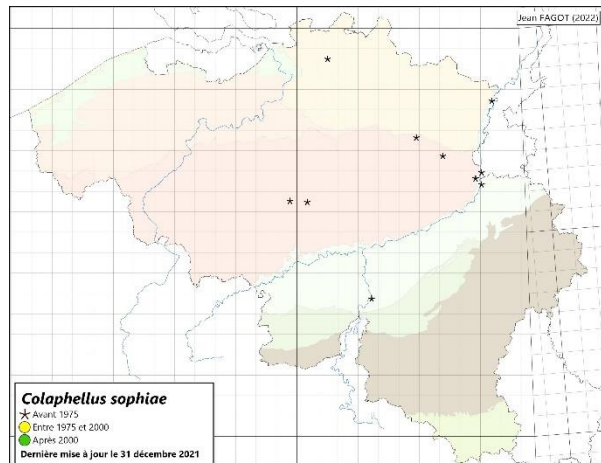 Jean FAGOT (2022)
Colaphellus sophiae
Avant 1975
Entre 1975 et 2000
Après 2000
Dernière mise à jour le 31 décembre 2021